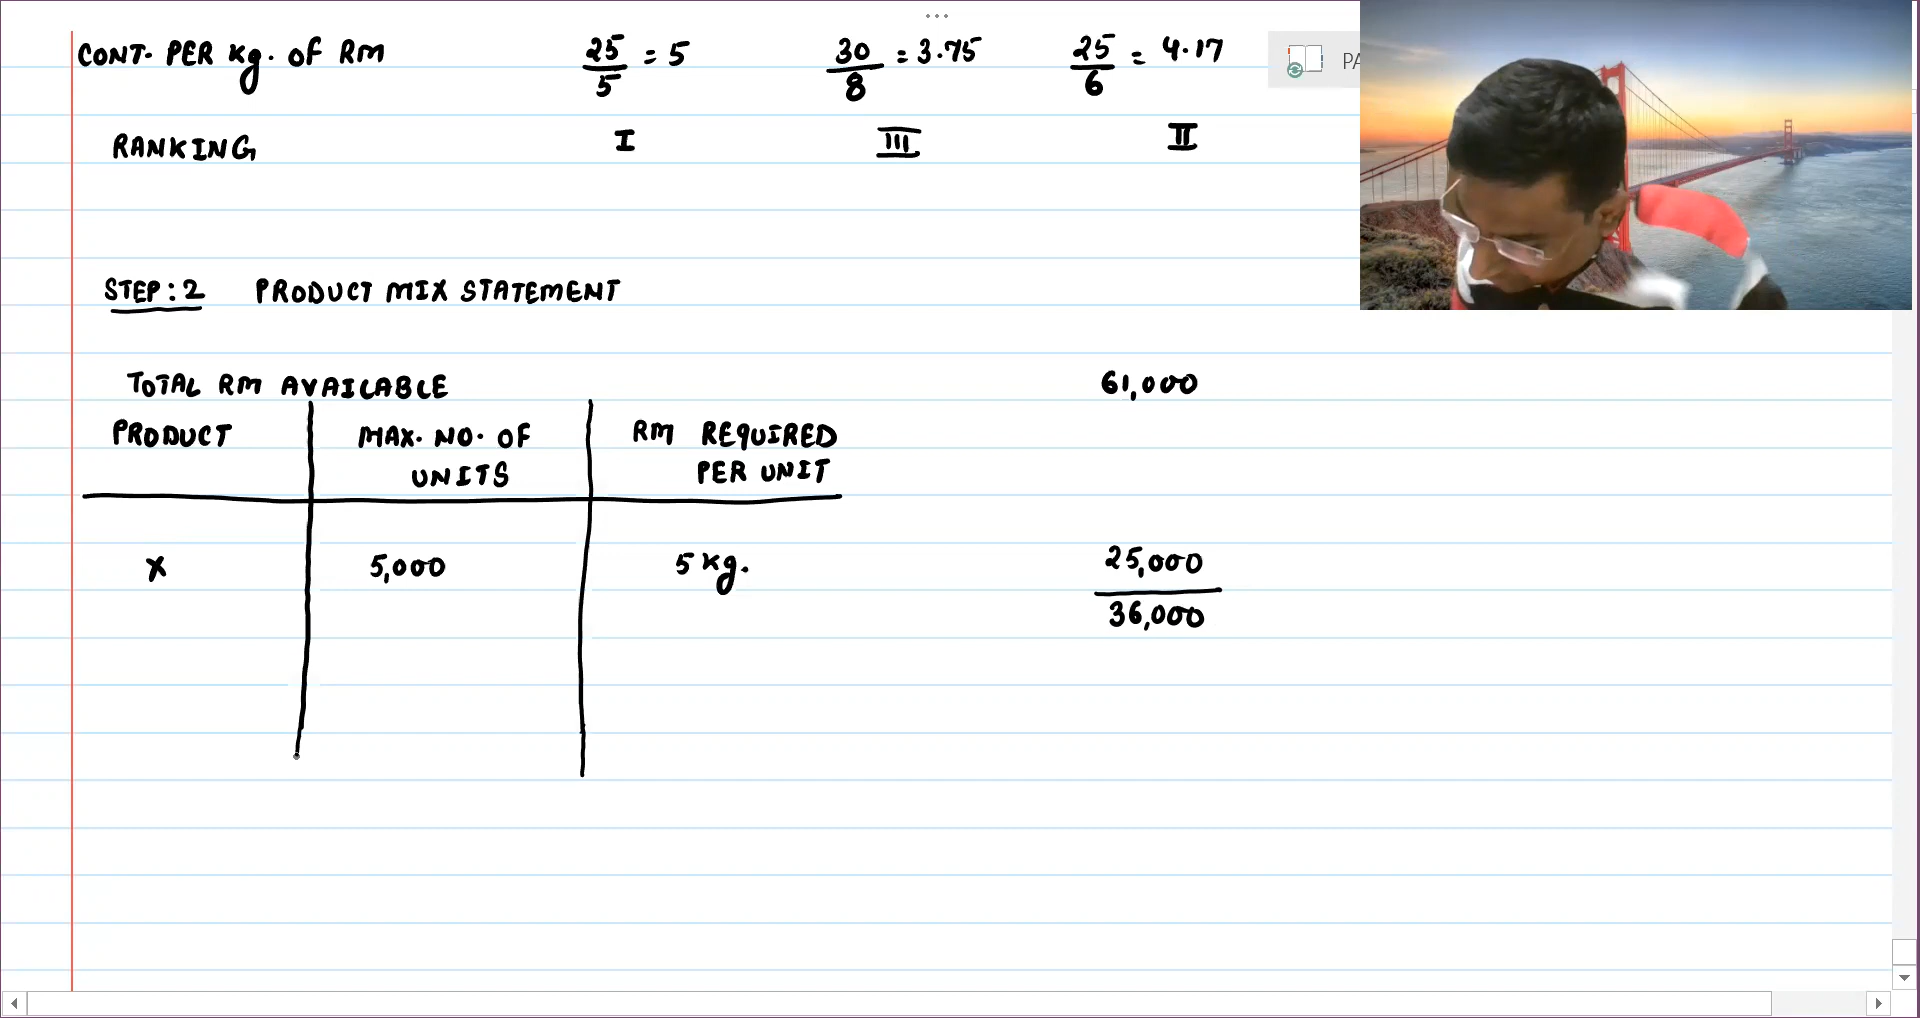 CONT. PER Kg. OF RM 25/5 = 5 30/8 = 3.75 25/6 = 4.17
PA
RANKING I III II
STEP: 2 PRODUCT MIX STATEMENT
TOTAL RM AVAILABLE 61,000
PRODUCT MAX. NO. OF UNITS RM REQUIRED PER UNIT
X 5,000 5 Kg. 25,000
36,000